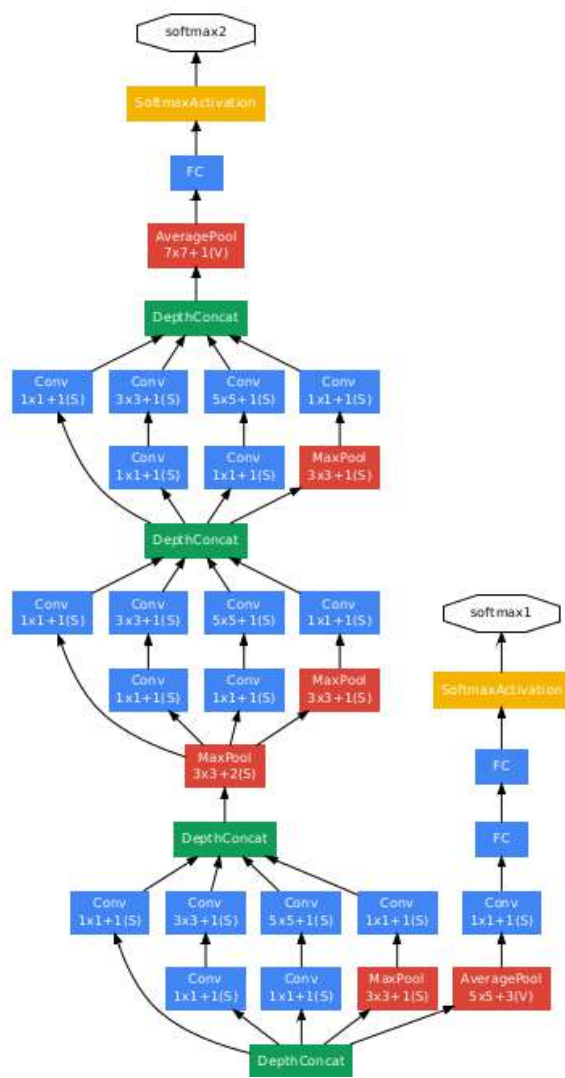 softmax2
SoftmaxActivation
FC
AveragePool
7x7+1(V)
DepthConcat
Conv
1x1+1(S)
Conv
3x3+1(S)
Conv
5x5+1(S)
Conv
1x1+1(S)
Conv
1x1+1(S)
Conv
1x1+1(S)
MaxPool
3x3+1(S)
DepthConcat
Conv
1x1+1(S)
Conv
3x3+1(S)
Conv
5x5+1(S)
Conv
1x1+1(S)
softmax1
Conv
1x1+1(S)
Conv
1x1+1(S)
MaxPool
3x3+1(S)
SoftmaxActivation
MaxPool
3x3+2(S)
FC
DepthConcat
FC
Conv
1x1+1(S)
Conv
3x3+1(S)
Conv
5x5+1(S)
Conv
1x1+1(S)
Conv
1x1+1(S)
Conv
1x1+1(S)
Conv
1x1+1(S)
MaxPool
3x3+1(S)
AveragePool
5x5+3(V)
DepthConcat